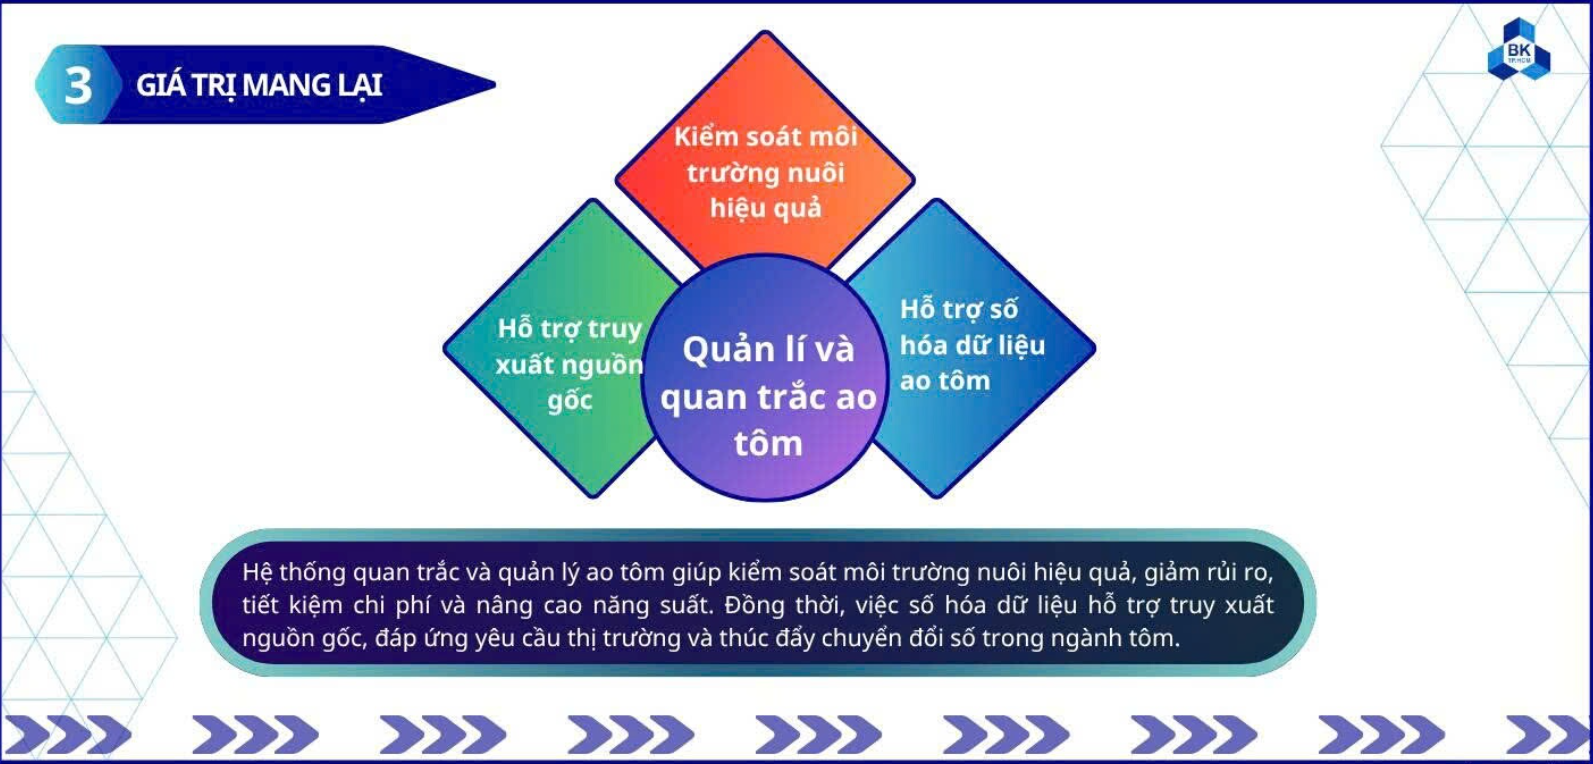 3
GIÁ TRỊ MANG LẠI
BK
TP.HCM
Kiểm soát môi
trường nuôi
hiệu quả
Hỗ trợ truy
xuất nguồn
gốc
Quản lí và
quan trắc ao
tôm
Hỗ trợ số
hóa dữ liệu
ao tôm
Hệ thống quan trắc và quản lý ao tôm giúp kiểm soát môi trường nuôi hiệu quả, giảm rủi ro,
tiết kiệm chi phí và nâng cao năng suất. Đồng thời, việc số hóa dữ liệu hỗ trợ truy xuất
nguồn gốc, đáp ứng yêu cầu thị trường và thúc đẩy chuyển đổi số trong ngành tôm.